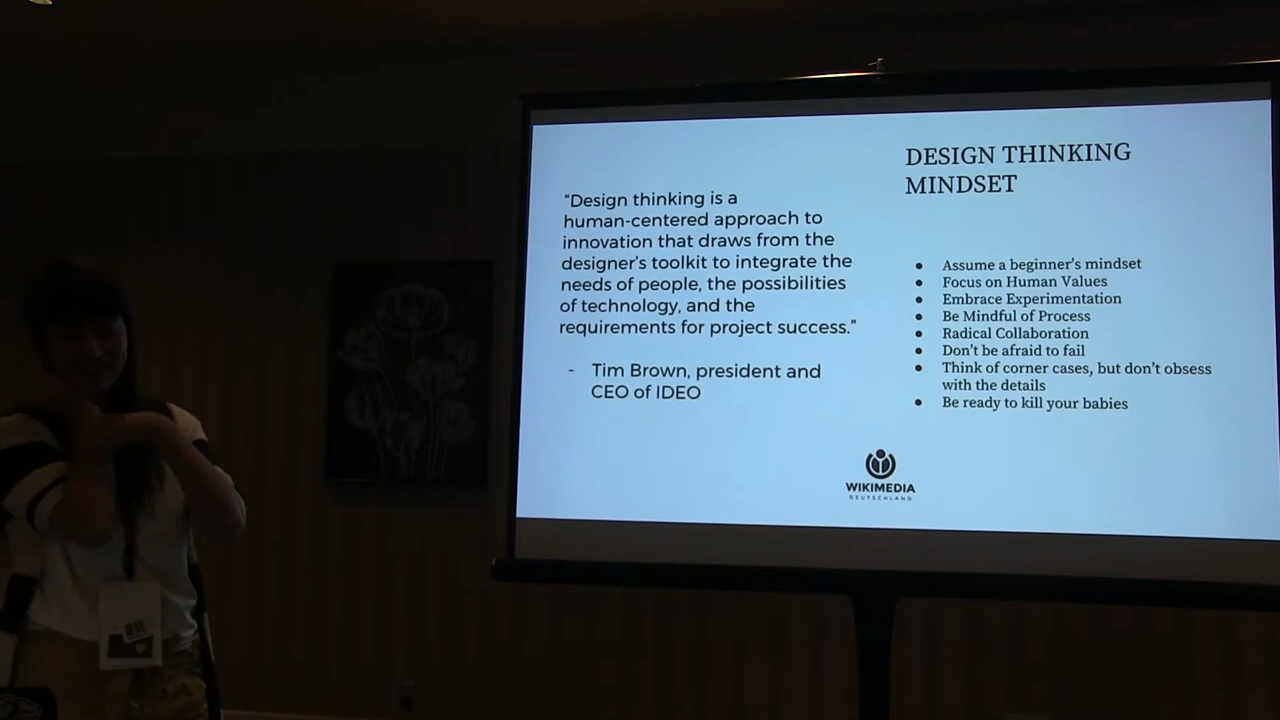 “Design thinking is a
human-centered approach to
innovation that draws from the
designer’s toolkit to integrate the
needs of people, the possibilities
of technology, and the
requirements for project success.”
- Tim Brown, president and
CEO of IDEO
DESIGN THINKING
MINDSET
● Assume a beginner’s mindset
● Focus on Human Values
● Embrace Experimentation
● Be Mindful of Process
● Radical Collaboration
● Don’t be afraid to fail
● Think of corner cases, but don’t obsess
with the details
● Be ready to kill your babies
WIKIMEDIA
DEUTSCHLAND